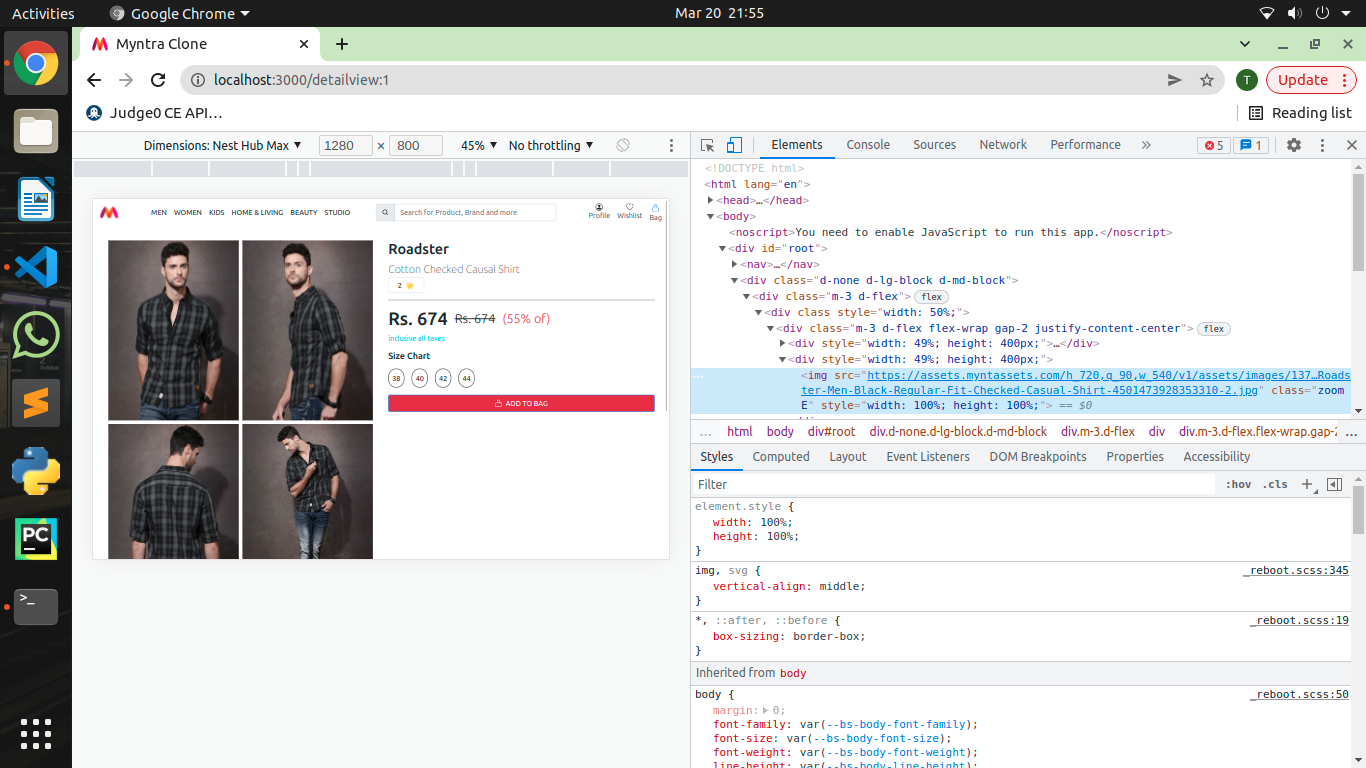 Activities
Google Chrome
Mar 20 21:55
Myntra Clone
localhost:3000/detailview:1
T
Update
Judge0 CE API…
Reading list
Dimensions: Nest Hub Max
1280 × 800
45%
No throttling
Elements
Console
Sources
Network
Performance
»
5
1
MEN WOMEN KIDS HOME & LIVING BEAUTY STUDIO
Search for Product, Brand and more
Profile
Wishlist
Bag
Roadster
Cotton Checked Causal Shirt
2
Rs. 674 Rs. 674 (55% of)
inclusive all taxes
Size Chart
38 40 42 44
ADD TO BAG
<!DOCTYPE html>
<html lang="en">
<head>…</head>
<body>
<noscript>You need to enable JavaScript to run this app.</noscript>
<div id="root">
<nav>…</nav>
<div class="d-none d-lg-block d-md-block">
<div class="m-3 d-flex"> flex
<div class style="width: 50%;">
<div class="m-3 d-flex flex-wrap gap-2 justify-content-center"> flex
<div style="width: 49%; height: 400px;">…</div>
<div style="width: 49%; height: 400px;">
… <img src="https://assets.myntassets.com/h_720,q_90,w_540/v1/assets/images/137…Roads
ter-Men-Black-Regular-Fit-Checked-Casual-Shirt-4501473928353310-2.jpg" class="zoom
E" style="width: 100%; height: 100%;"> == $0
… html body div#root div.d-none.d-lg-block.d-md-block div.m-3.d-flex div div.m-3.d-flex.flex-wrap.gap-2 …
Styles Computed Layout Event Listeners DOM Breakpoints Properties Accessibility
Filter
:hov .cls +
element.style {
width: 100%;
height: 100%;
}
img, svg {
_reboot.scss:345
vertical-align: middle;
}
*, ::after, ::before {
_reboot.scss:19
box-sizing: border-box;
}
Inherited from body
body {
_reboot.scss:50
margin: 0;
font-family: var(--bs-body-font-family);
font-size: var(--bs-body-font-size);
font-weight: var(--bs-body-font-weight);
line-height: var(--bs-body-line-height);
PC
>_